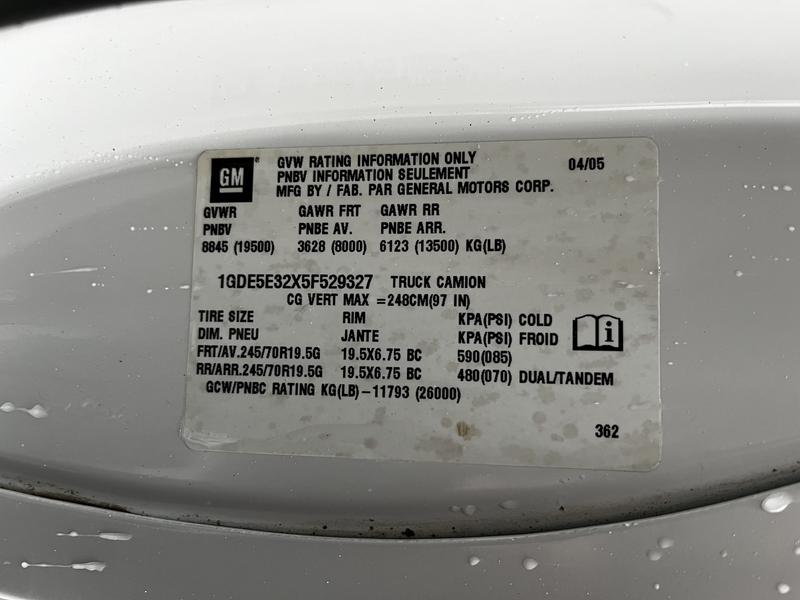 GM
GVW RATING INFORMATION ONLY 04/05
PNBV INFORMATION SEULEMENT
MFG BY / FAB. PAR GENERAL MOTORS CORP.
GVWR GAWR FRT GAWR RR
PNBV PNBE AV. PNBE ARR.
8845 (19500) 3628 (8000) 6123 (13500) KG(LB)
1GDE5E32X5F529327 TRUCK CAMION
CG VERT MAX =248CM(97 IN)
TIRE SIZE RIM KPA(PSI) COLD
DIM. PNEU JANTE KPA(PSI) FROID
FRT/AV.245/70R19.5G 19.5X6.75 BC 590(085)
RR/ARR.245/70R19.5G 19.5X6.75 BC 480(070) DUAL/TANDEM
GCW/PNBC RATING KG(LB)-11793 (26000)
362